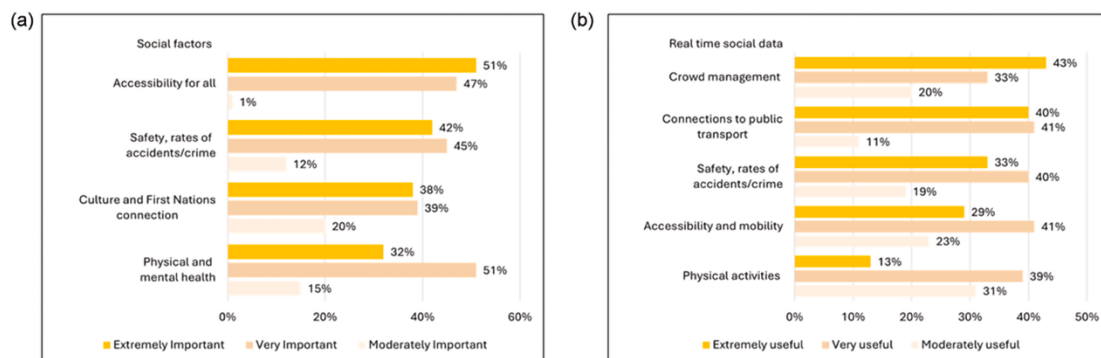 (a)
Social factors
Accessibility for all
51%
47%
1%
Safety, rates of
accidents/crime
42%
45%
12%
Culture and First Nations
connection
38%
39%
20%
Physical and
mental health
32%
51%
15%
0% 20% 40% 60%
Extremely Important Very Important Moderately Important
(b)
Real time social data
Crowd management
43%
33%
20%
Connections to public
transport
40%
41%
11%
Safety, rates of
accidents/crime
33%
40%
19%
Accessibility and mobility
29%
41%
23%
Physical activities
13%
39%
31%
0% 10% 20% 30% 40% 50%
Extremely useful Very useful Moderately useful